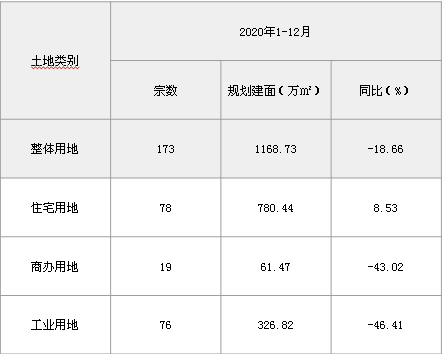 土地类别
2020年1-12月
宗数 规划建面（万㎡） 同比（%）
整体用地 173 1168.73 -18.66
住宅用地 78 780.44 8.53
商办用地 19 61.47 -43.02
工业用地 76 326.82 -46.41